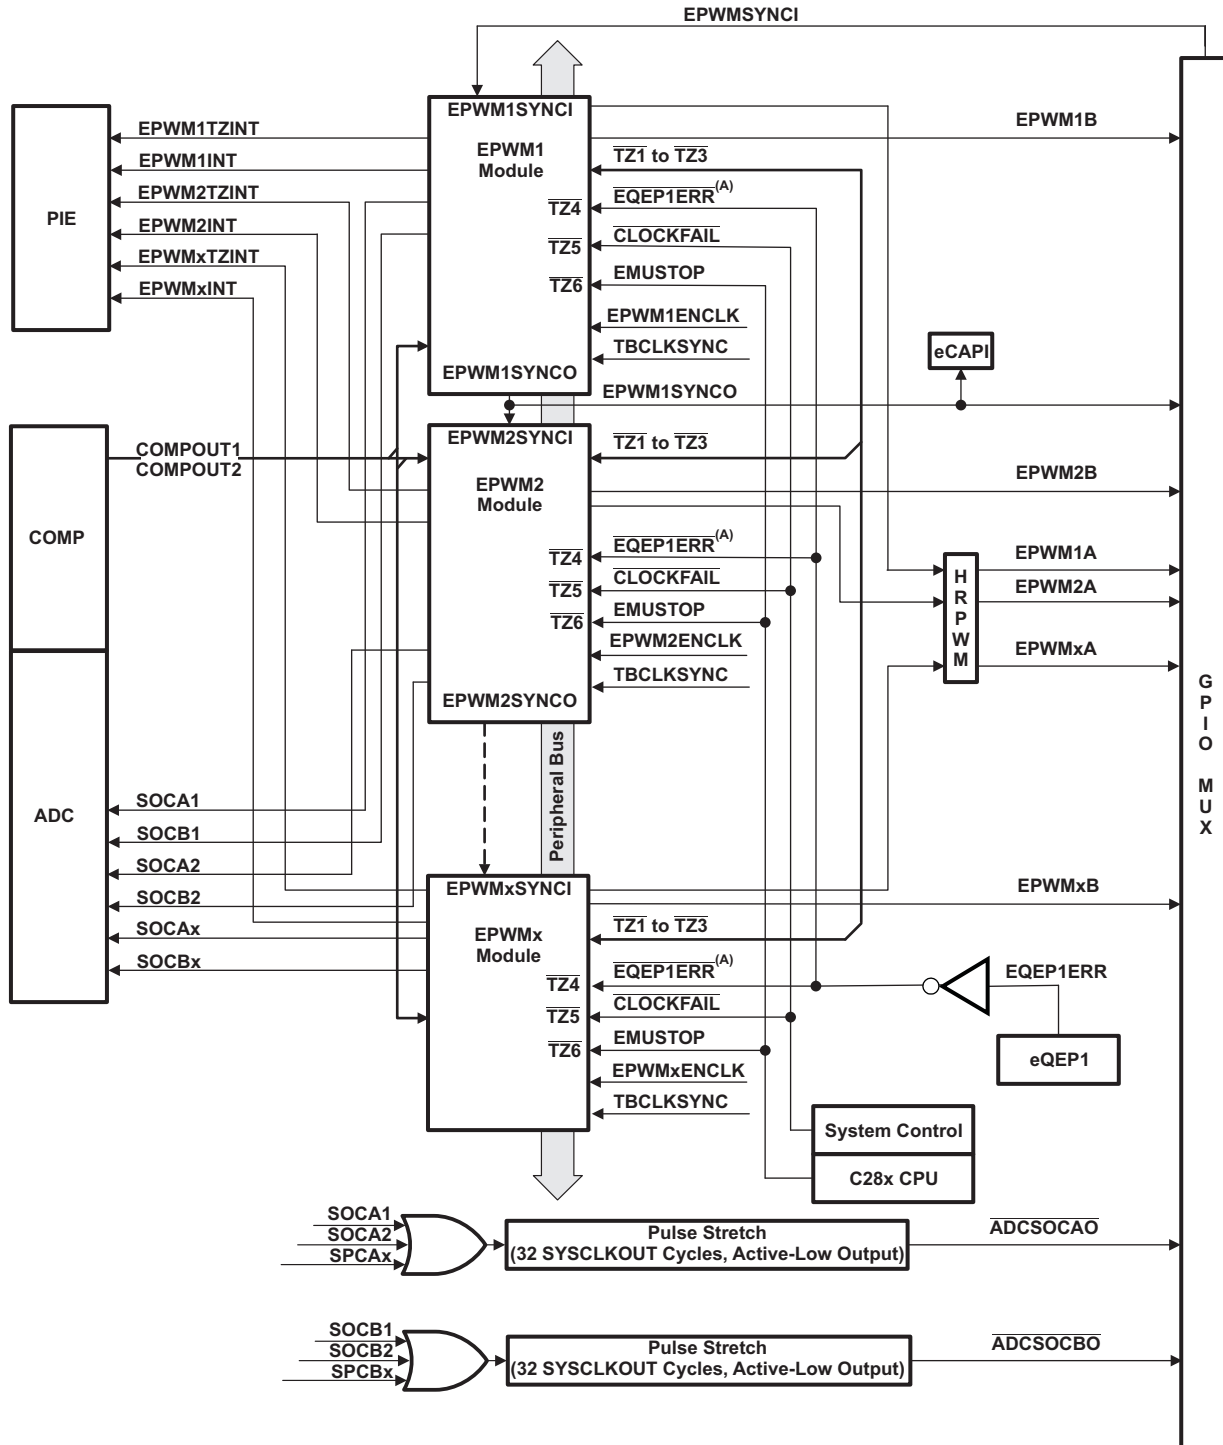 EPWMSYNCI
EPWM1SYNCI
EPWM1TZINT
EPWM1B
EPWM1
Module
EPWM1INT
TZ1 to TZ3
EPWM2TZINT
EQEP1ERR(A)
TZ4
PIE
EPWM2INT
CLOCKFAIL
TZ5
EPWMxTZINT
EMUSTOP
TZ6
EPWMxINT
EPWM1ENCLK
TBCLKSYNC
eCAPI
EPWM1SYNCO
EPWM1SYNCO
EPWM2SYNCI
TZ1 to TZ3
COMPOUT1
COMPOUT2
EPWM2B
EPWM2
Module
COMP
EQEP1ERR(A)
TZ4
EPWM1A
CLOCKFAIL
TZ5
EPWM2A
EMUSTOP
TZ6
HRPWM
EPWM2ENCLK
EPWMxA
TBCLKSYNC
EPWM2SYNCO
GPIO MUX
Peripheral Bus
ADC
SOCA1
SOCB1
SOCA2
SOCB2
SOCAx
SOCBx
EPWMxSYNCI
EPWMxB
TZ1 to TZ3
EPWMx
Module
EQEP1ERR(A)
TZ4
EQEP1ERR
CLOCKFAIL
TZ5
EMUSTOP
TZ6
eQEP1
EPWMxENCLK
TBCLKSYNC
System Control
C28x CPU
SOCA1
SOCA2
SPCAx
Pulse Stretch
(32 SYSCLKOUT Cycles, Active-Low Output)
ADCSOCAO
SOCB1
SOCB2
SPCBx
Pulse Stretch
(32 SYSCLKOUT Cycles, Active-Low Output)
ADCSOCBO